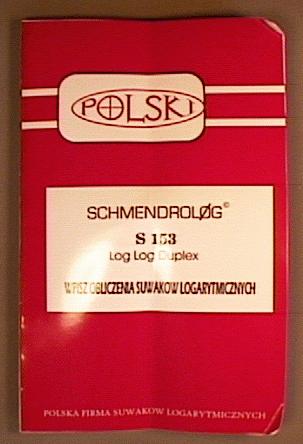 POLSKI
SCHMENDROLØG©
S 153
Log Log Duplex
WPISZ OBLICZENIA SUWAKOW LOGARYTMICZNYCH
POLSKA FIRMA SUWAKOW LOGARYTMICZNYCH